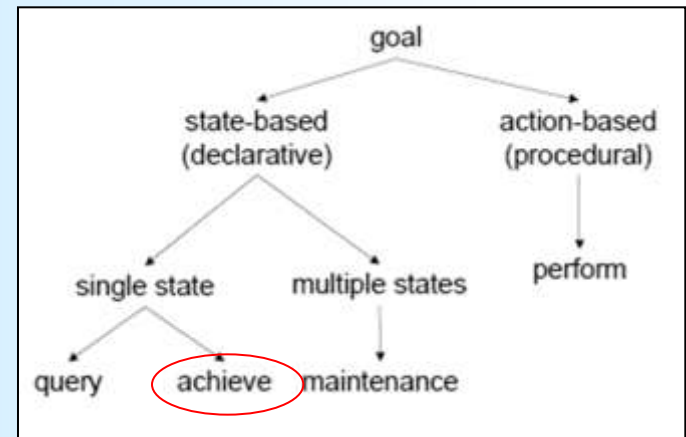 goal
state-based action-based
(declarative) (procedural)
single state multiple states perform
query achieve maintenance